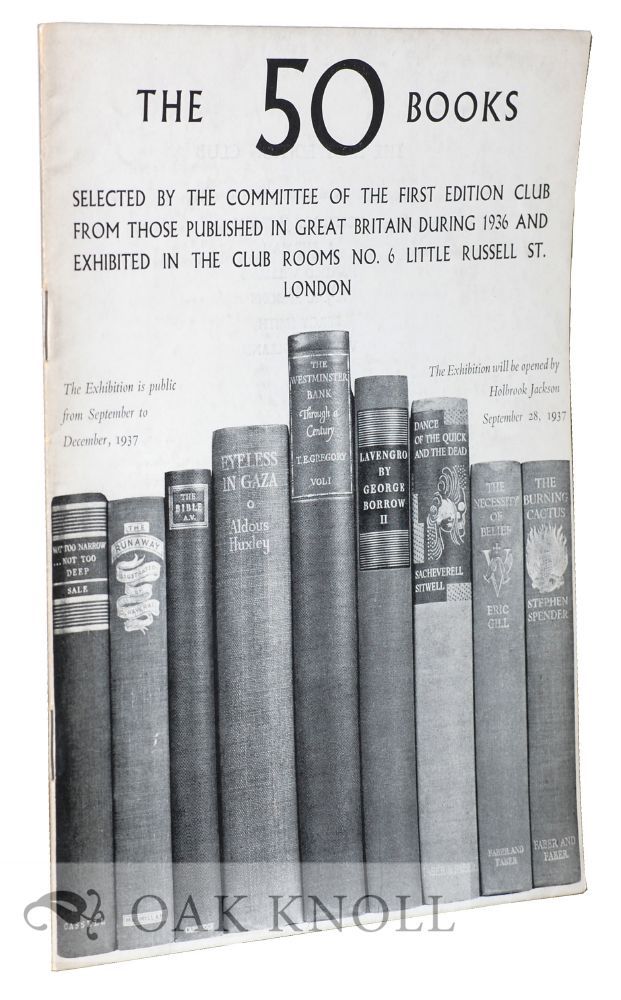 THE 50 BOOKS
SELECTED BY THE COMMITTEE OF THE FIRST EDITION CLUB
FROM THOSE PUBLISHED IN GREAT BRITAIN DURING 1936 AND
EXHIBITED IN THE CLUB ROOMS NO. 6 LITTLE RUSSELL ST.
LONDON
The Exhibition is public
from September to
December, 1937
The Exhibition will be opened by
Holbrook Jackson
September 28, 1937
NOT TOO NARROW
...NOT TOO
DEEP
SALE
CASSELL
THE
RUNAWAY
ILLUSTRATED
BY
MACMILLAN
THE
BIBLE
A.V.
EYELESS
IN GAZA
Aldous
Huxley
THE
WESTMINSTER
BANK
Through a
Century
T.E.GREGORY
VOL I
LAVENGRO
BY
GEORGE
BORROW
II
DANCE
OF THE QUICK
AND THE DEAD
SACHEVERELL
SITWELL
THE
NECESSITY
OF
BELIEF
ERIC
GILL
FABER AND
FABER
THE
BURNING
CACTUS
STEPHEN
SPENDER
FABER AND
FABER
OAK KNOLL